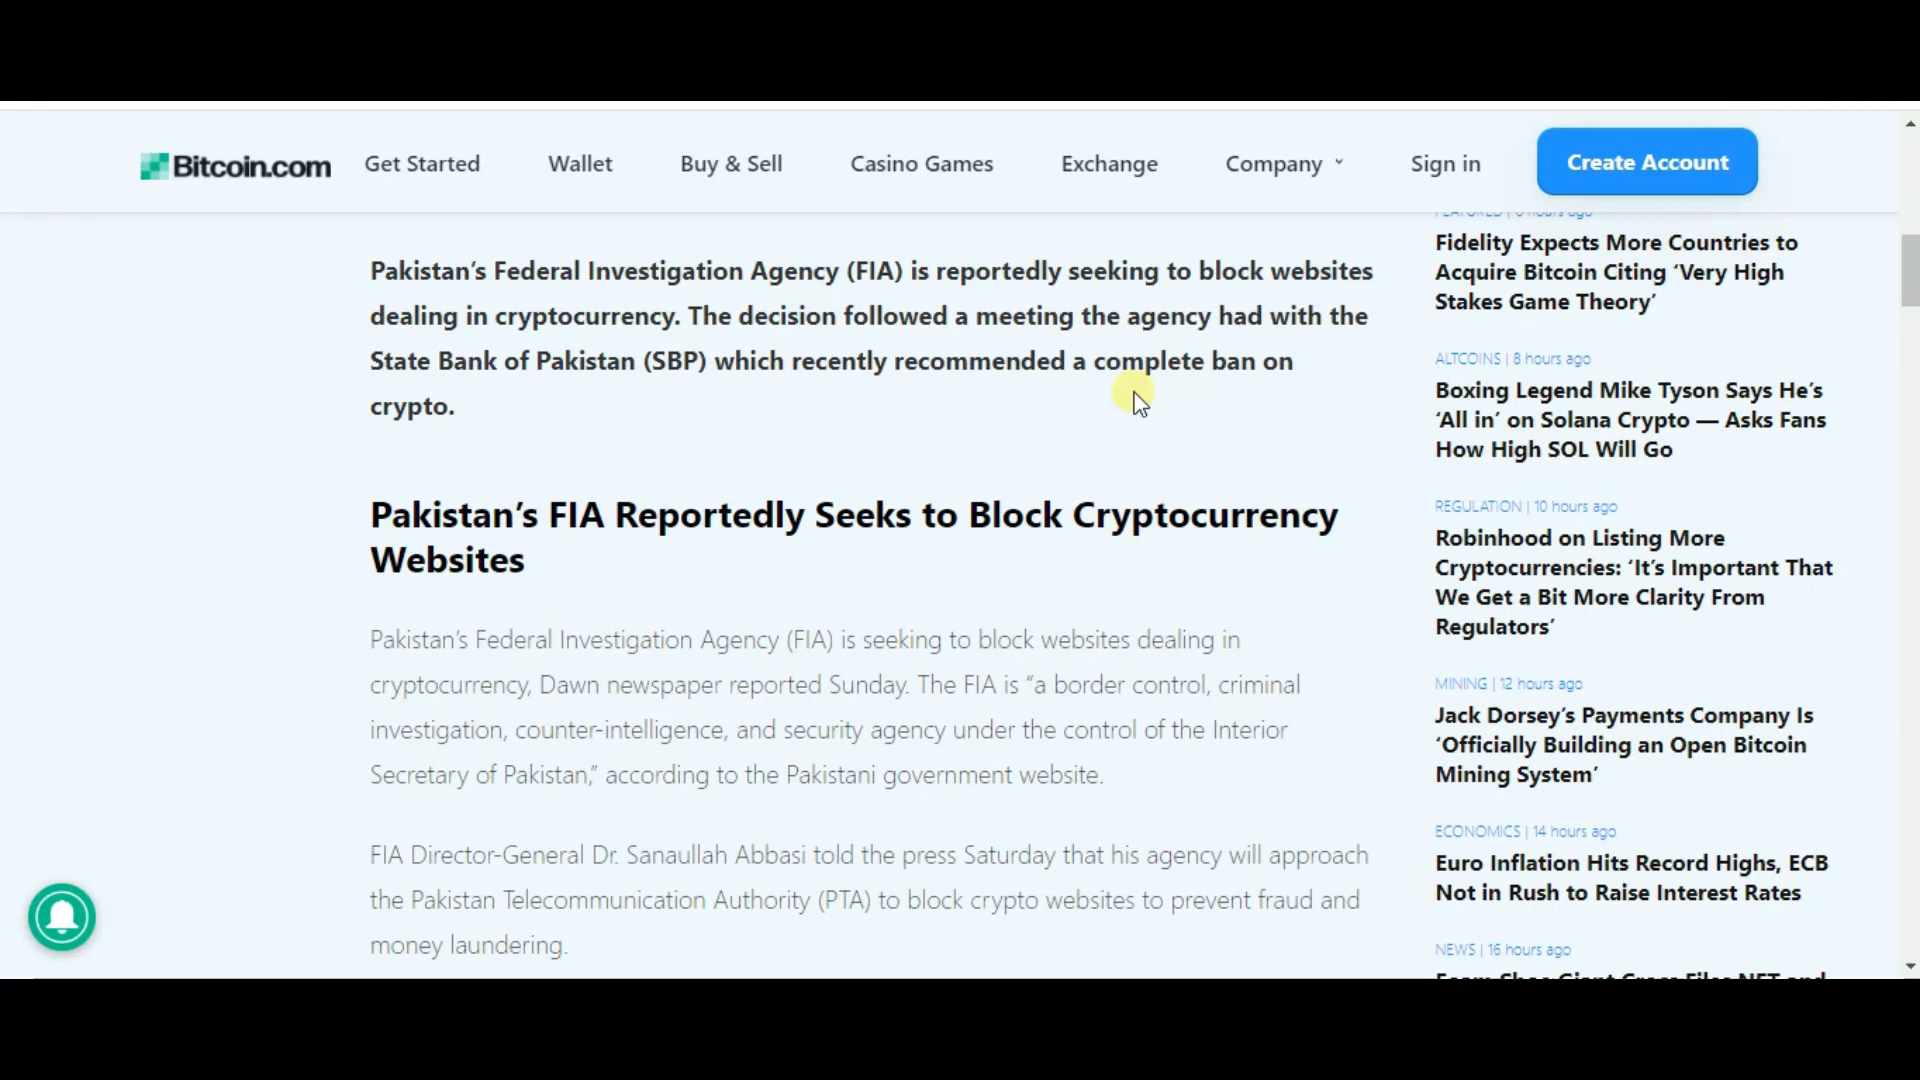 Bitcoin.com Get Started Wallet Buy & Sell Casino Games Exchange Company Sign in Create Account
Pakistan’s Federal Investigation Agency (FIA) is reportedly seeking to block websites
dealing in cryptocurrency. The decision followed a meeting the agency had with the
State Bank of Pakistan (SBP) which recently recommended a complete ban on
crypto.
Pakistan’s FIA Reportedly Seeks to Block Cryptocurrency
Websites
Pakistan’s Federal Investigation Agency (FIA) is seeking to block websites dealing in
cryptocurrency, Dawn newspaper reported Sunday. The FIA is “a border control, criminal
investigation, counter-intelligence, and security agency under the control of the Interior
Secretary of Pakistan,” according to the Pakistani government website.
FIA Director-General Dr. Sanaullah Abbasi told the press Saturday that his agency will approach
the Pakistan Telecommunication Authority (PTA) to block crypto websites to prevent fraud and
money laundering.
Fidelity Expects More Countries to
Acquire Bitcoin Citing ‘Very High
Stakes Game Theory’
ALTCOINS | 8 hours ago
Boxing Legend Mike Tyson Says He’s
‘All in’ on Solana Crypto — Asks Fans
How High SOL Will Go
REGULATION | 10 hours ago
Robinhood on Listing More
Cryptocurrencies: ‘It’s Important That
We Get a Bit More Clarity From
Regulators’
MINING | 12 hours ago
Jack Dorsey’s Payments Company Is
‘Officially Building an Open Bitcoin
Mining System’
ECONOMICS | 14 hours ago
Euro Inflation Hits Record Highs, ECB
Not in Rush to Raise Interest Rates
NEWS | 16 hours ago